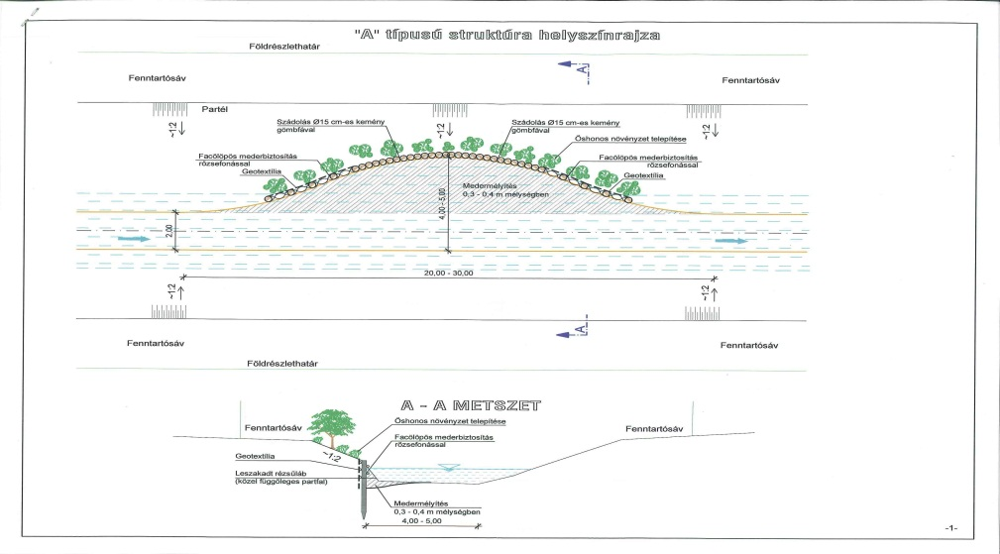 "A" típusú struktúra helyszínrajza
Földrészlethatár
Fenntartósáv
A
Fenntartósáv
Partél
~1:2
~1:2
~1:2
Szádolás Ø15 cm-es kemény
gömbfával
Szádolás Ø15 cm-es kemény
gömbfával
Őshonos növényzet telepítése
Facölöpös mederbiztosítás
rőzsefonással
Geotextília
Facölöpös mederbiztosítás
rőzsefonással
Geotextília
Medermélyítés
0,3 - 0,4 m mélységben
4,00 - 5,00
2,00
20,00 - 30,00
~1:2
~1:2
A
Fenntartósáv
Fenntartósáv
Földrészlethatár
A - A METSZET
Fenntartósáv
Őshonos növényzet telepítése
Fenntartósáv
Facölöpös mederbiztosítás
rőzsefonással
~1:2
Geotextília
Leszakadt rézsűláb
(közel függőleges partfal)
Medermélyítés
0,3 - 0,4 m mélységben
4,00 - 5,00
-1-